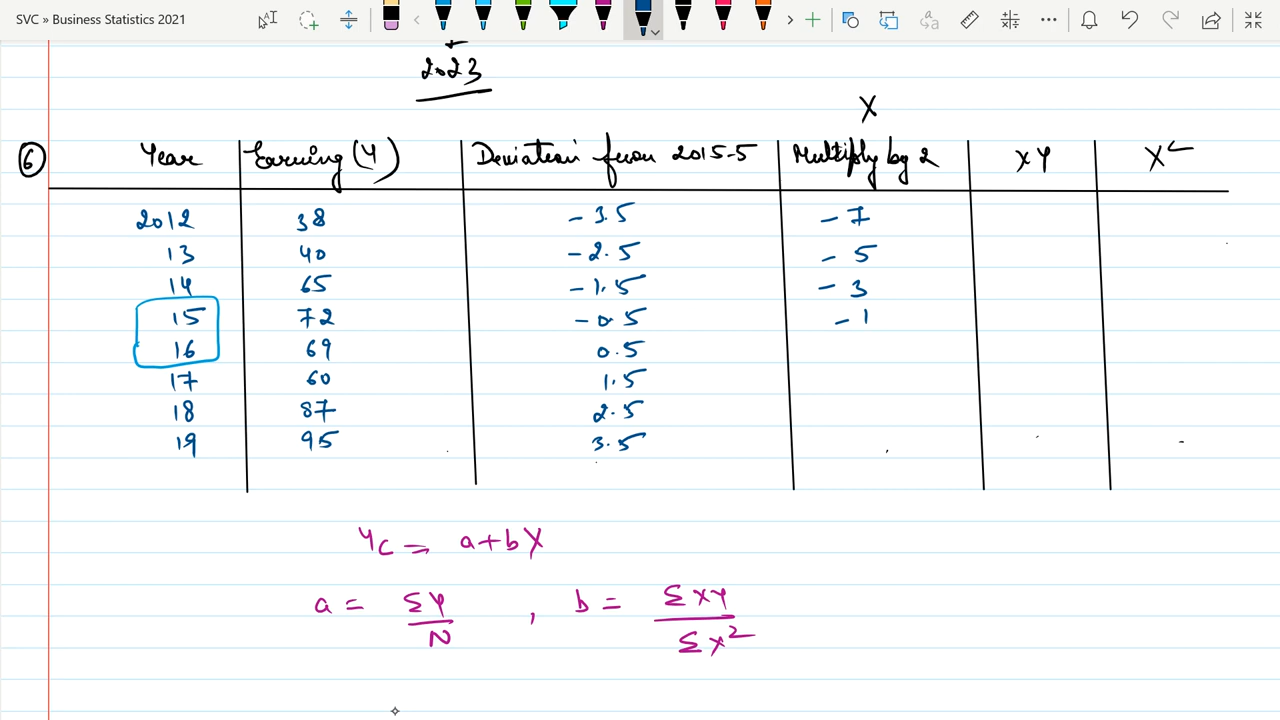 SVC » Business Statistics 2021
2023
X
6 Year Earning (Y) Deviation from 2015-5 Multiply by 2 XY X²
2012 38 - 3.5 - 7
13 40 - 2.5 - 5
14 65 - 1.5 - 3
15 72 - 0.5 - 1
16 69 0.5
17 60 1.5
18 87 2.5
19 95 3.5
Yc = a+bX
a = ΣY / N , b = ΣXY / ΣX²